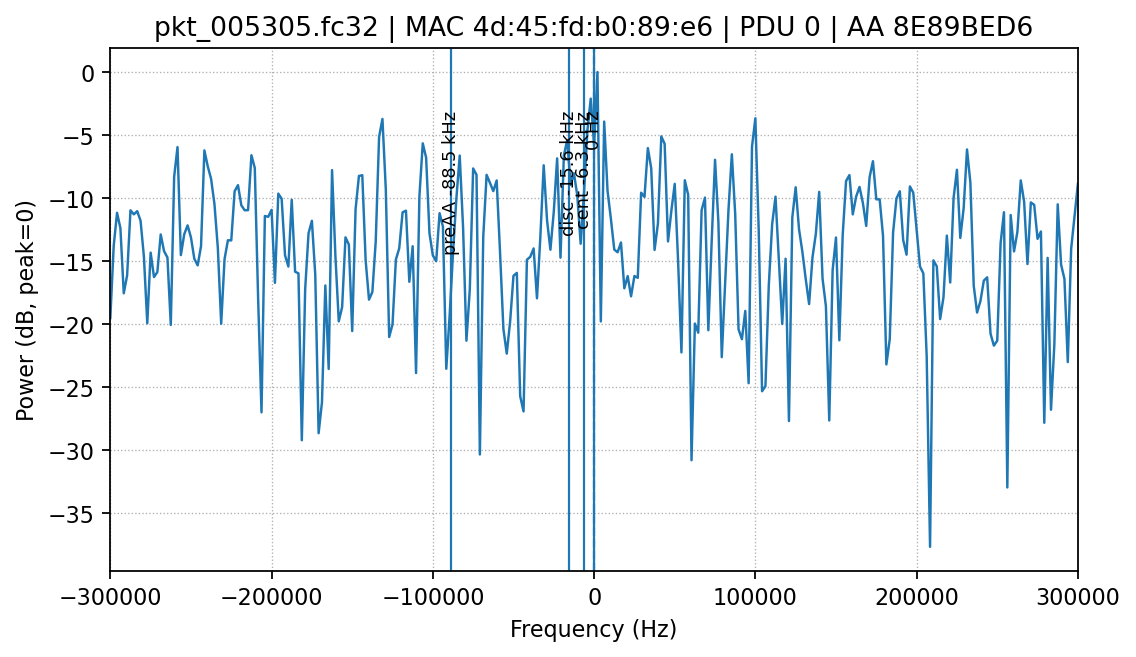 pkt_005305.fc32 | MAC 4d:45:fd:b0:89:e6 | PDU 0 | AA 8E89BED6
Power (dB, peak=0)
0
−5
−10
−15
−20
−25
−30
−35
preAA -88.5 kHz
disc -15.6 kHz
cent -6.3 kHz
0 Hz
−300000
−200000
−100000
0
100000
200000
300000
Frequency (Hz)